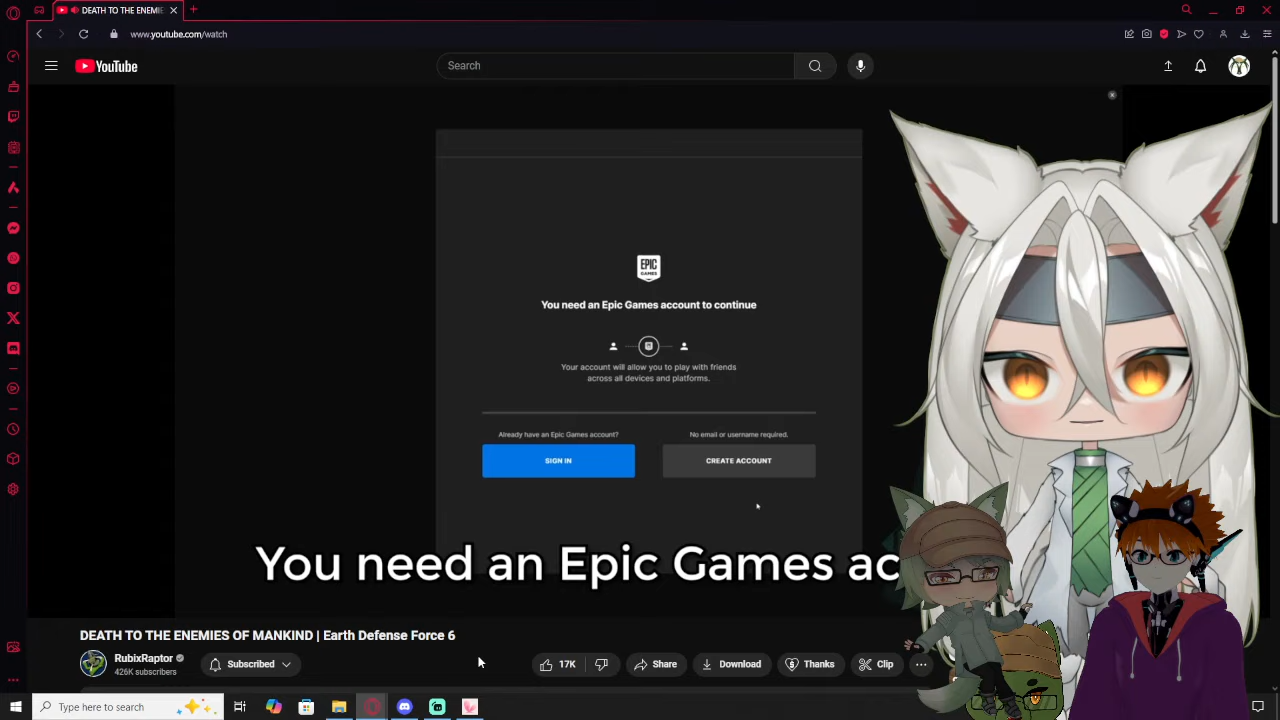 DEATH TO THE ENEMIES
www.youtube.com/watch
YouTube
Search
EPIC
GAMES
You need an Epic Games account to continue
Your account will allow you to play with friends
across all devices and platforms.
Already have an Epic Games account?
No email or username required.
SIGN IN
CREATE ACCOUNT
You need an Epic Games ac
DEATH TO THE ENEMIES OF MANKIND | Earth Defense Force 6
RubixRaptor
426K subscribers
Subscribed
17K
Share
Download
Thanks
Clip
Type here to search